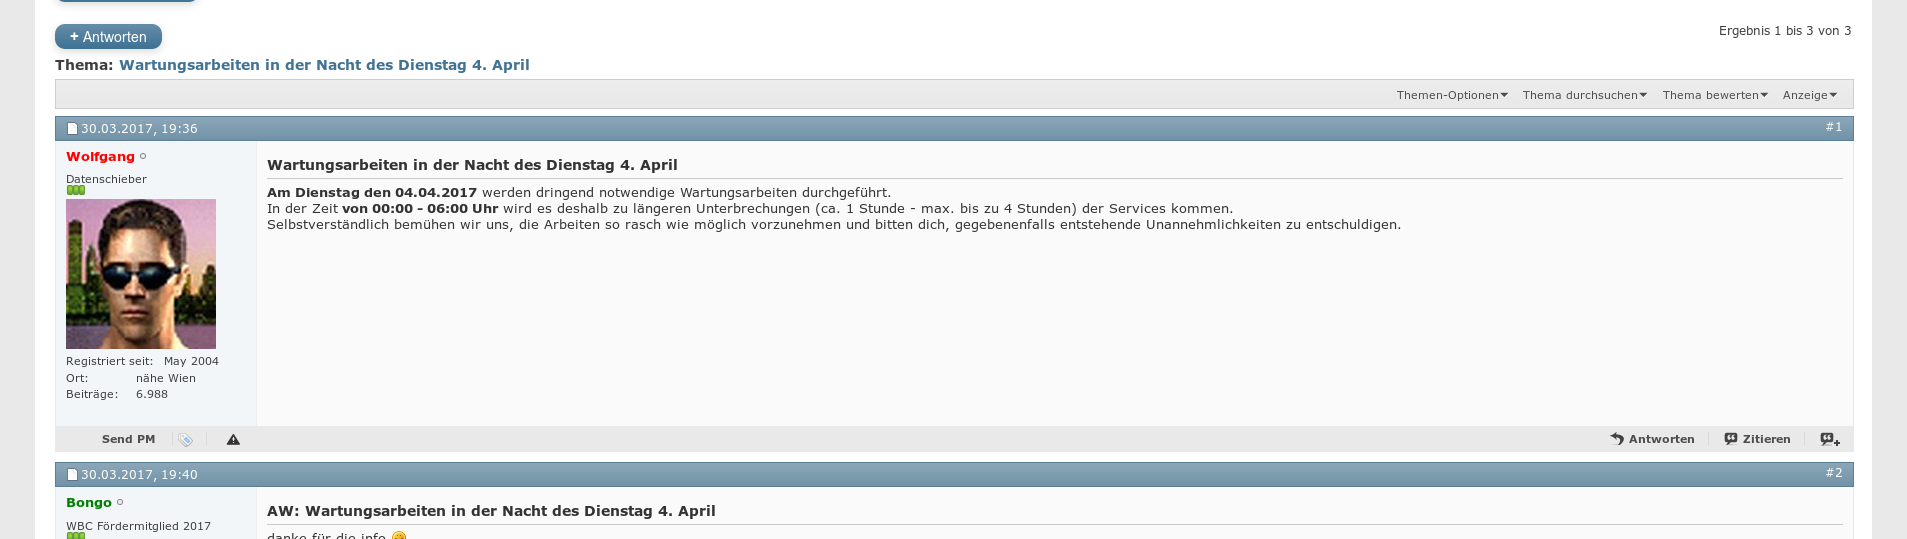 + Antworten
Ergebnis 1 bis 3 von 3
Thema: Wartungsarbeiten in der Nacht des Dienstag 4. April
Themen-Optionen Thema durchsuchen Thema bewerten Anzeige
30.03.2017, 19:36 #1
Wolfgang
Datenschieber
Registriert seit: May 2004
Ort: nähe Wien
Beiträge: 6.988
Wartungsarbeiten in der Nacht des Dienstag 4. April
Am Dienstag den 04.04.2017 werden dringend notwendige Wartungsarbeiten durchgeführt.
In der Zeit von 00:00 - 06:00 Uhr wird es deshalb zu längeren Unterbrechungen (ca. 1 Stunde - max. bis zu 4 Stunden) der Services kommen.
Selbstverständlich bemühen wir uns, die Arbeiten so rasch wie möglich vorzunehmen und bitten dich, gegebenenfalls entstehende Unannehmlichkeiten zu entschuldigen.
Send PM Antworten Zitieren
30.03.2017, 19:40 #2
Bongo
WBC Fördermitglied 2017
AW: Wartungsarbeiten in der Nacht des Dienstag 4. April
danke für die info